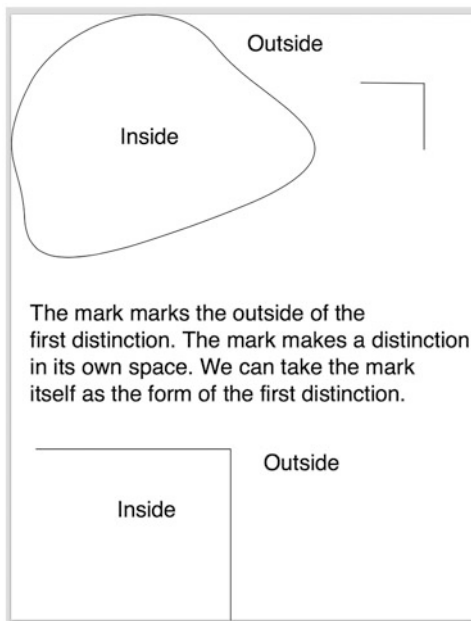 Outside
Inside
The mark marks the outside of the
first distinction. The mark makes a distinction
in its own space. We can take the mark
itself as the form of the first distinction.
Outside
Inside